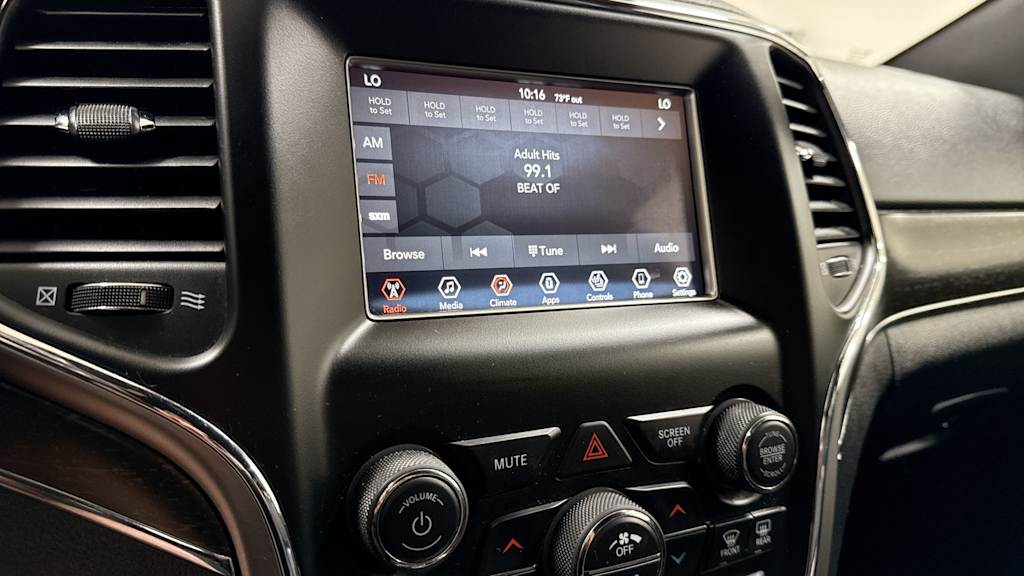 LO
10:16 73°F out
LO
HOLD to Set
HOLD to Set
HOLD to Set
HOLD to Set
HOLD to Set
HOLD to Set
AM
FM
sxm
Adult Hits
99.1
BEAT OF
Browse
Tune
Audio
Radio
Media
Climate
Apps
Controls
Phone
Settings
MUTE
SCREEN
OFF
VOLUME
BROWSE
ENTER
OFF
FRONT
REAR